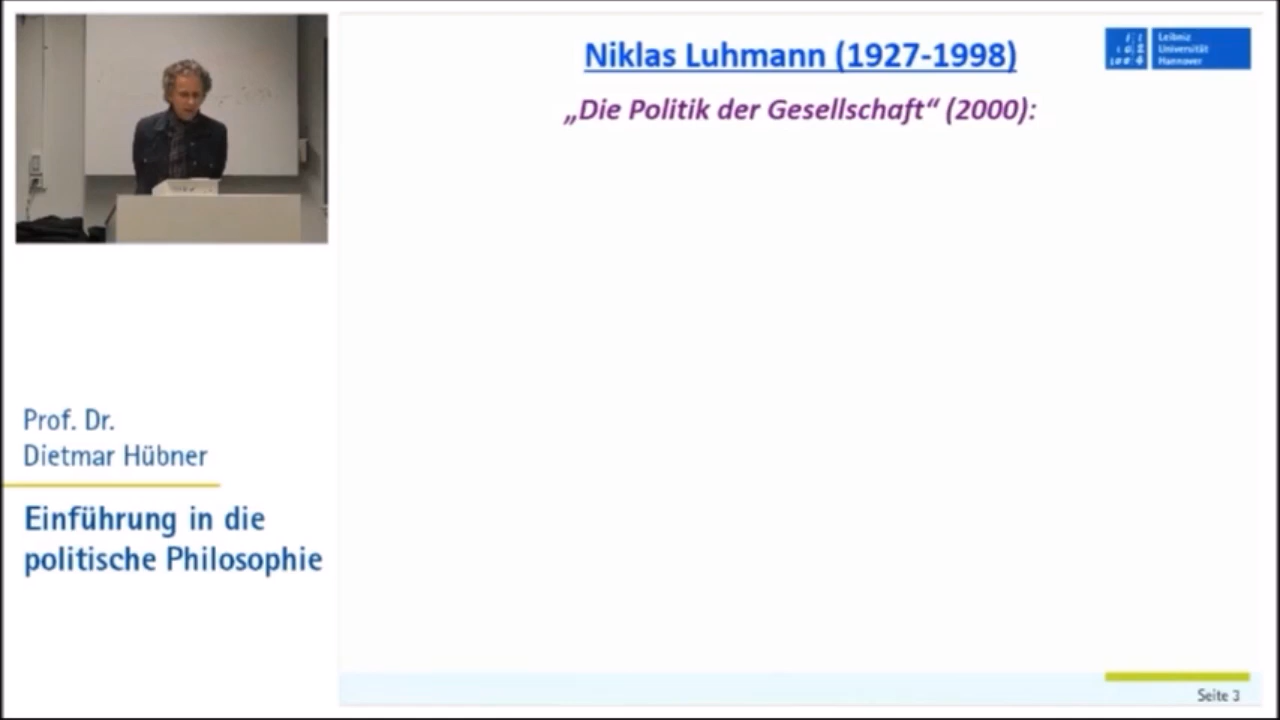 Niklas Luhmann (1927-1998)
„Die Politik der Gesellschaft“ (2000):
Leibniz
Universität
Hannover
Prof. Dr.
Dietmar Hübner
Einführung in die
politische Philosophie
Seite 3